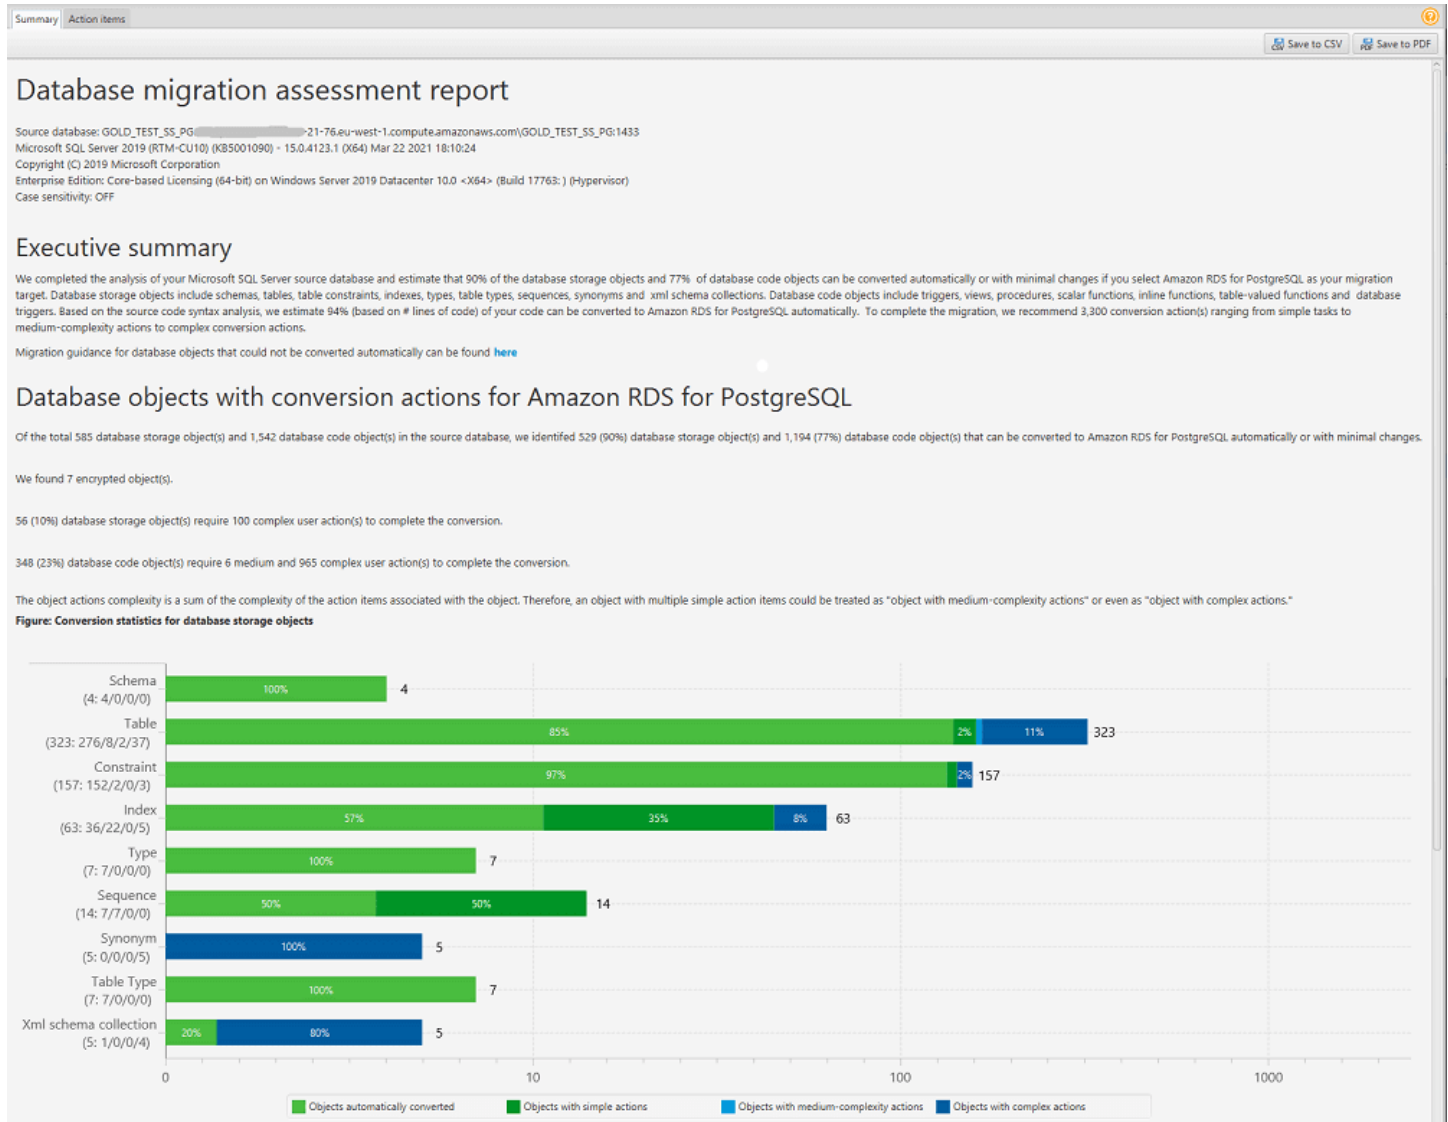 Summary Action items
Save to CSV Save to PDF
Database migration assessment report
Source database: GOLD_TEST_SS_PG -21-76.eu-west-1.compute.amazonaws.com\GOLD_TEST_SS_PG:1433
Microsoft SQL Server 2019 (RTM-CU10) (KB5001090) - 15.0.4123.1 (X64) Mar 22 2021 18:10:24
Copyright (C) 2019 Microsoft Corporation
Enterprise Edition: Core-based Licensing (64-bit) on Windows Server 2019 Datacenter 10.0 <X64> (Build 17763: ) (Hypervisor)
Case sensitivity: OFF
Executive summary
We completed the analysis of your Microsoft SQL Server source database and estimate that 90% of the database storage objects and 77% of database code objects can be converted automatically or with minimal changes if you select Amazon RDS for PostgreSQL as your migration
target. Database storage objects include schemas, tables, table constraints, indexes, types, table types, sequences, synonyms and xml schema collections. Database code objects include triggers, views, procedures, scalar functions, inline functions, table-valued functions and database
triggers. Based on the source code syntax analysis, we estimate 94% (based on # lines of code) of your code can be converted to Amazon RDS for PostgreSQL automatically. To complete the migration, we recommend 3,300 conversion action(s) ranging from simple tasks to
medium-complexity actions to complex conversion actions.
Migration guidance for database objects that could not be converted automatically can be found here
Database objects with conversion actions for Amazon RDS for PostgreSQL
Of the total 585 database storage object(s) and 1,542 database code object(s) in the source database, we identifed 529 (90%) database storage object(s) and 1,194 (77%) database code object(s) that can be converted to Amazon RDS for PostgreSQL automatically or with minimal changes.
We found 7 encrypted object(s).
56 (10%) database storage object(s) require 100 complex user action(s) to complete the conversion.
348 (23%) database code object(s) require 6 medium and 965 complex user action(s) to complete the conversion.
The object actions complexity is a sum of the complexity of the action items associated with the object. Therefore, an object with multiple simple action items could be treated as "object with medium-complexity actions" or even as "object with complex actions."
Figure: Conversion statistics for database storage objects
Schema
(4: 4/0/0/0)
100% 4
Table
(323: 276/8/2/37)
85% 2% 11% 323
Constraint
(157: 152/2/0/3)
97% 2% 157
Index
(63: 36/22/0/5)
57% 35% 8% 63
Type
(7: 7/0/0/0)
100% 7
Sequence
(14: 7/7/0/0)
50% 50% 14
Synonym
(5: 0/0/0/5)
100% 5
Table Type
(7: 7/0/0/0)
100% 7
Xml schema collection
(5: 1/0/0/4)
20% 80% 5
0 10 100 1000
Objects automatically converted Objects with simple actions Objects with medium-complexity actions Objects with complex actions